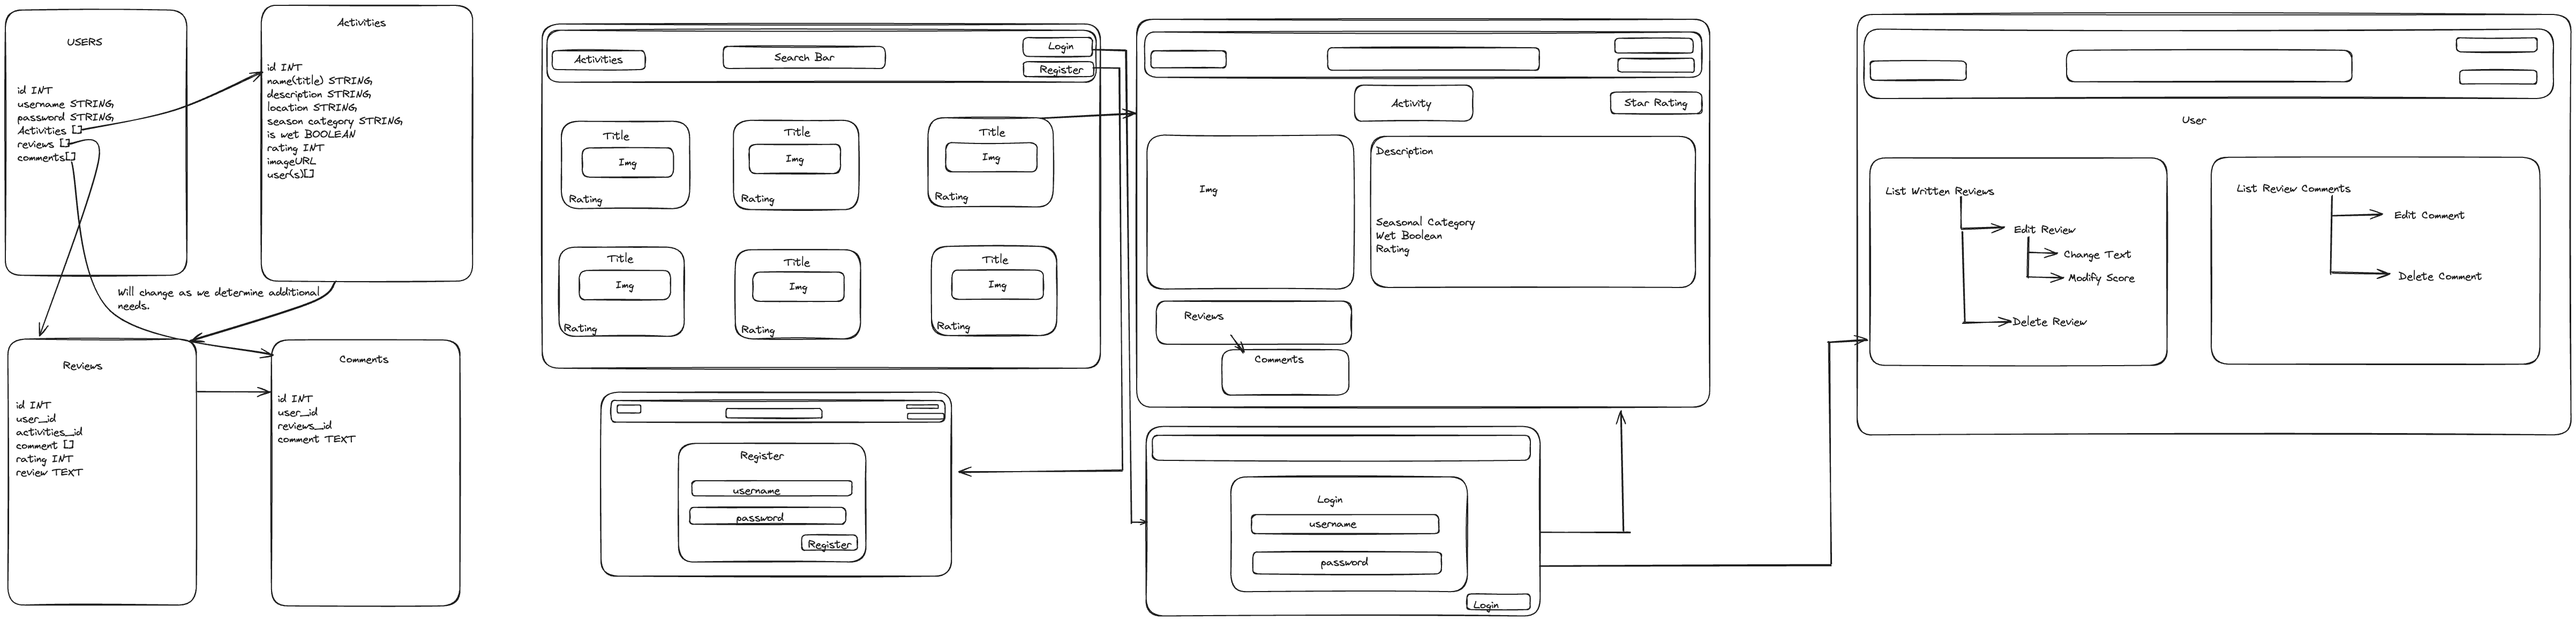 USERS
id INT
username STRING,
password STRING,
Activities []
reviews []
comments[]
Activities
id INT
name(title) STRING,
description STRING,
location STRING,
season category STRING,
is wet BOOLEAN
rating INT
imageURL
user(s)[]
Will change as we determine additional
needs.
Reviews
id INT
user_id
activities_id
comment []
rating INT
review TEXT
Comments
id INT
user_id
reviews_id
comment TEXT
Activities
Search Bar
Login
Register
Title
Img
Rating
Title
Img
Rating
Title
Img
Rating
Title
Img
Rating
Title
Img
Rating
Title
Img
Rating
Register
username
password
Register
Activity
Star Rating
Img
Description
Seasonal Category
Wet Boolean
Rating
Reviews
Comments
Login
username
password
Login
User
List Written Reviews
Edit Review
Change Text
Modify Score
Delete Review
List Review Comments
Edit Comment
Delete Comment